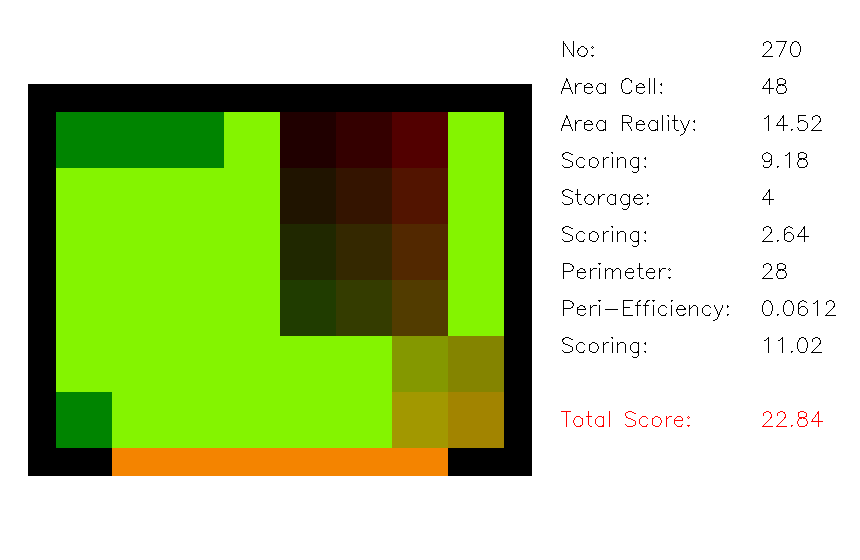 No: 270
Area Cell: 48
Area Reality: 14.52
Scoring: 9.18
Storage: 4
Scoring: 2.64
Perimeter: 28
Peri-Efficiency: 0.0612
Scoring: 11.02
Total Score: 22.84